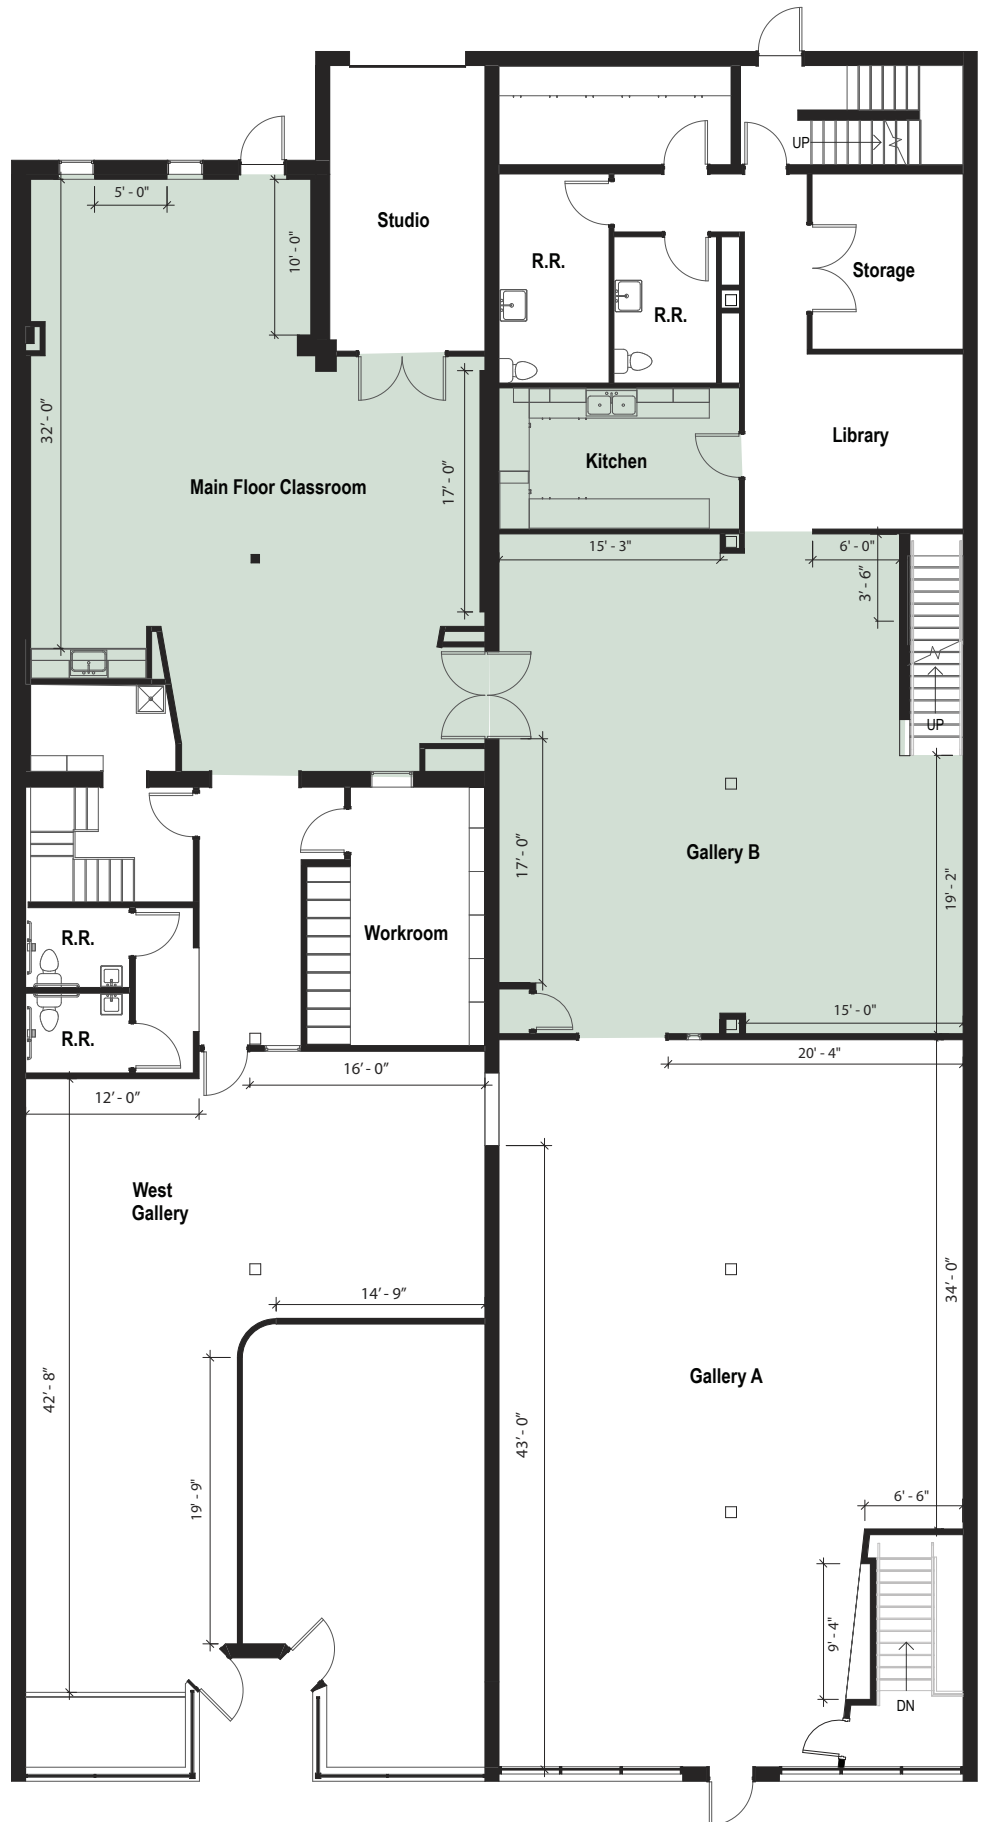 UP
5' - 0"
Studio
10' - 0"
R.R.
Storage
R.R.
32' - 0"
Library
Kitchen
17' - 0"
Main Floor Classroom
15' - 3"
6' - 0"
3' - 6"
UP
17' - 0"
Gallery B
19' - 2"
Workroom
R.R.
15' - 0"
R.R.
20' - 4"
16' - 0"
12' - 0"
West
Gallery
14' - 9"
34' - 0"
Gallery A
42' - 8"
43' - 0"
19' - 9"
6' - 6"
9' - 4"
DN